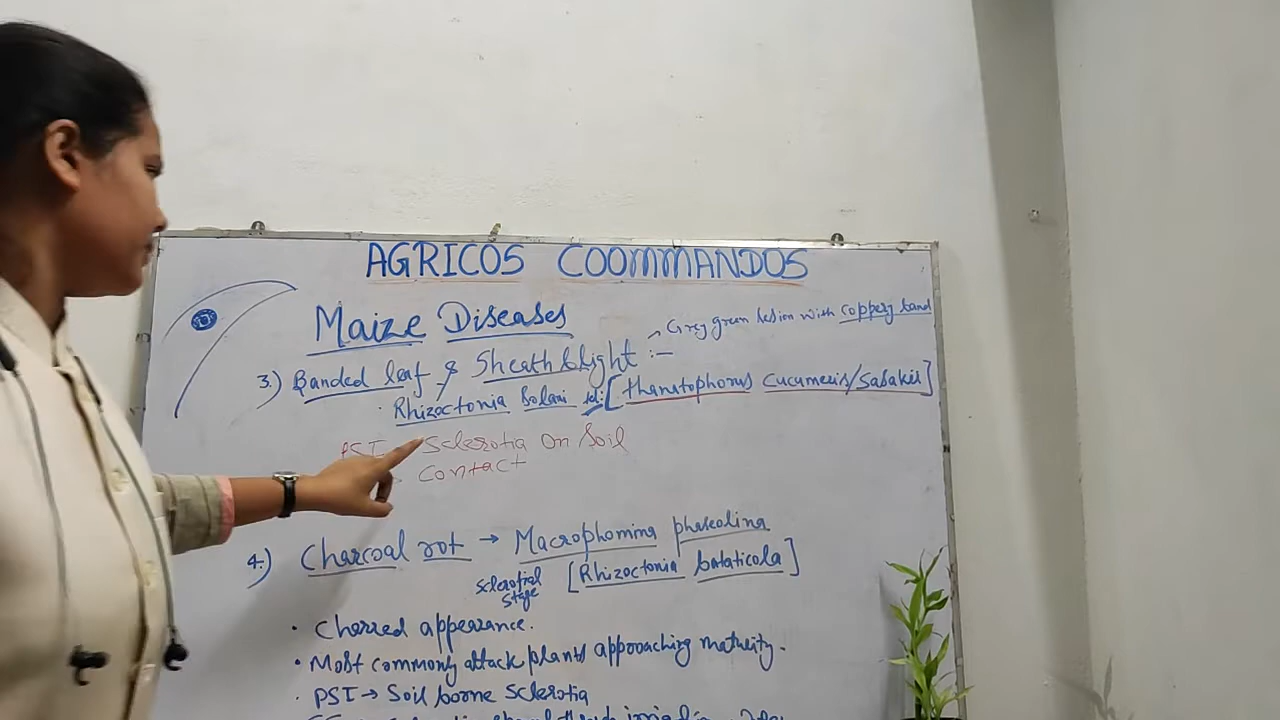 AGRICOS COOMMANDOS
Maize Diseases
Grey green lesion with coppery band
3.) Banded leaf & Sheath blight :-
Rhizoctonia Solani [Thanatophorus Cucumeris/Sasakii]
PSI Sclerotia on Soil
Contact
4.) Charcoal rot → Macrophomina phaseolina
Sclerotial stage [Rhizoctonia bataticola]
• Charred appearance.
• Most commonly attack plants approaching maturity.
• PSI → Soil borne sclerotia